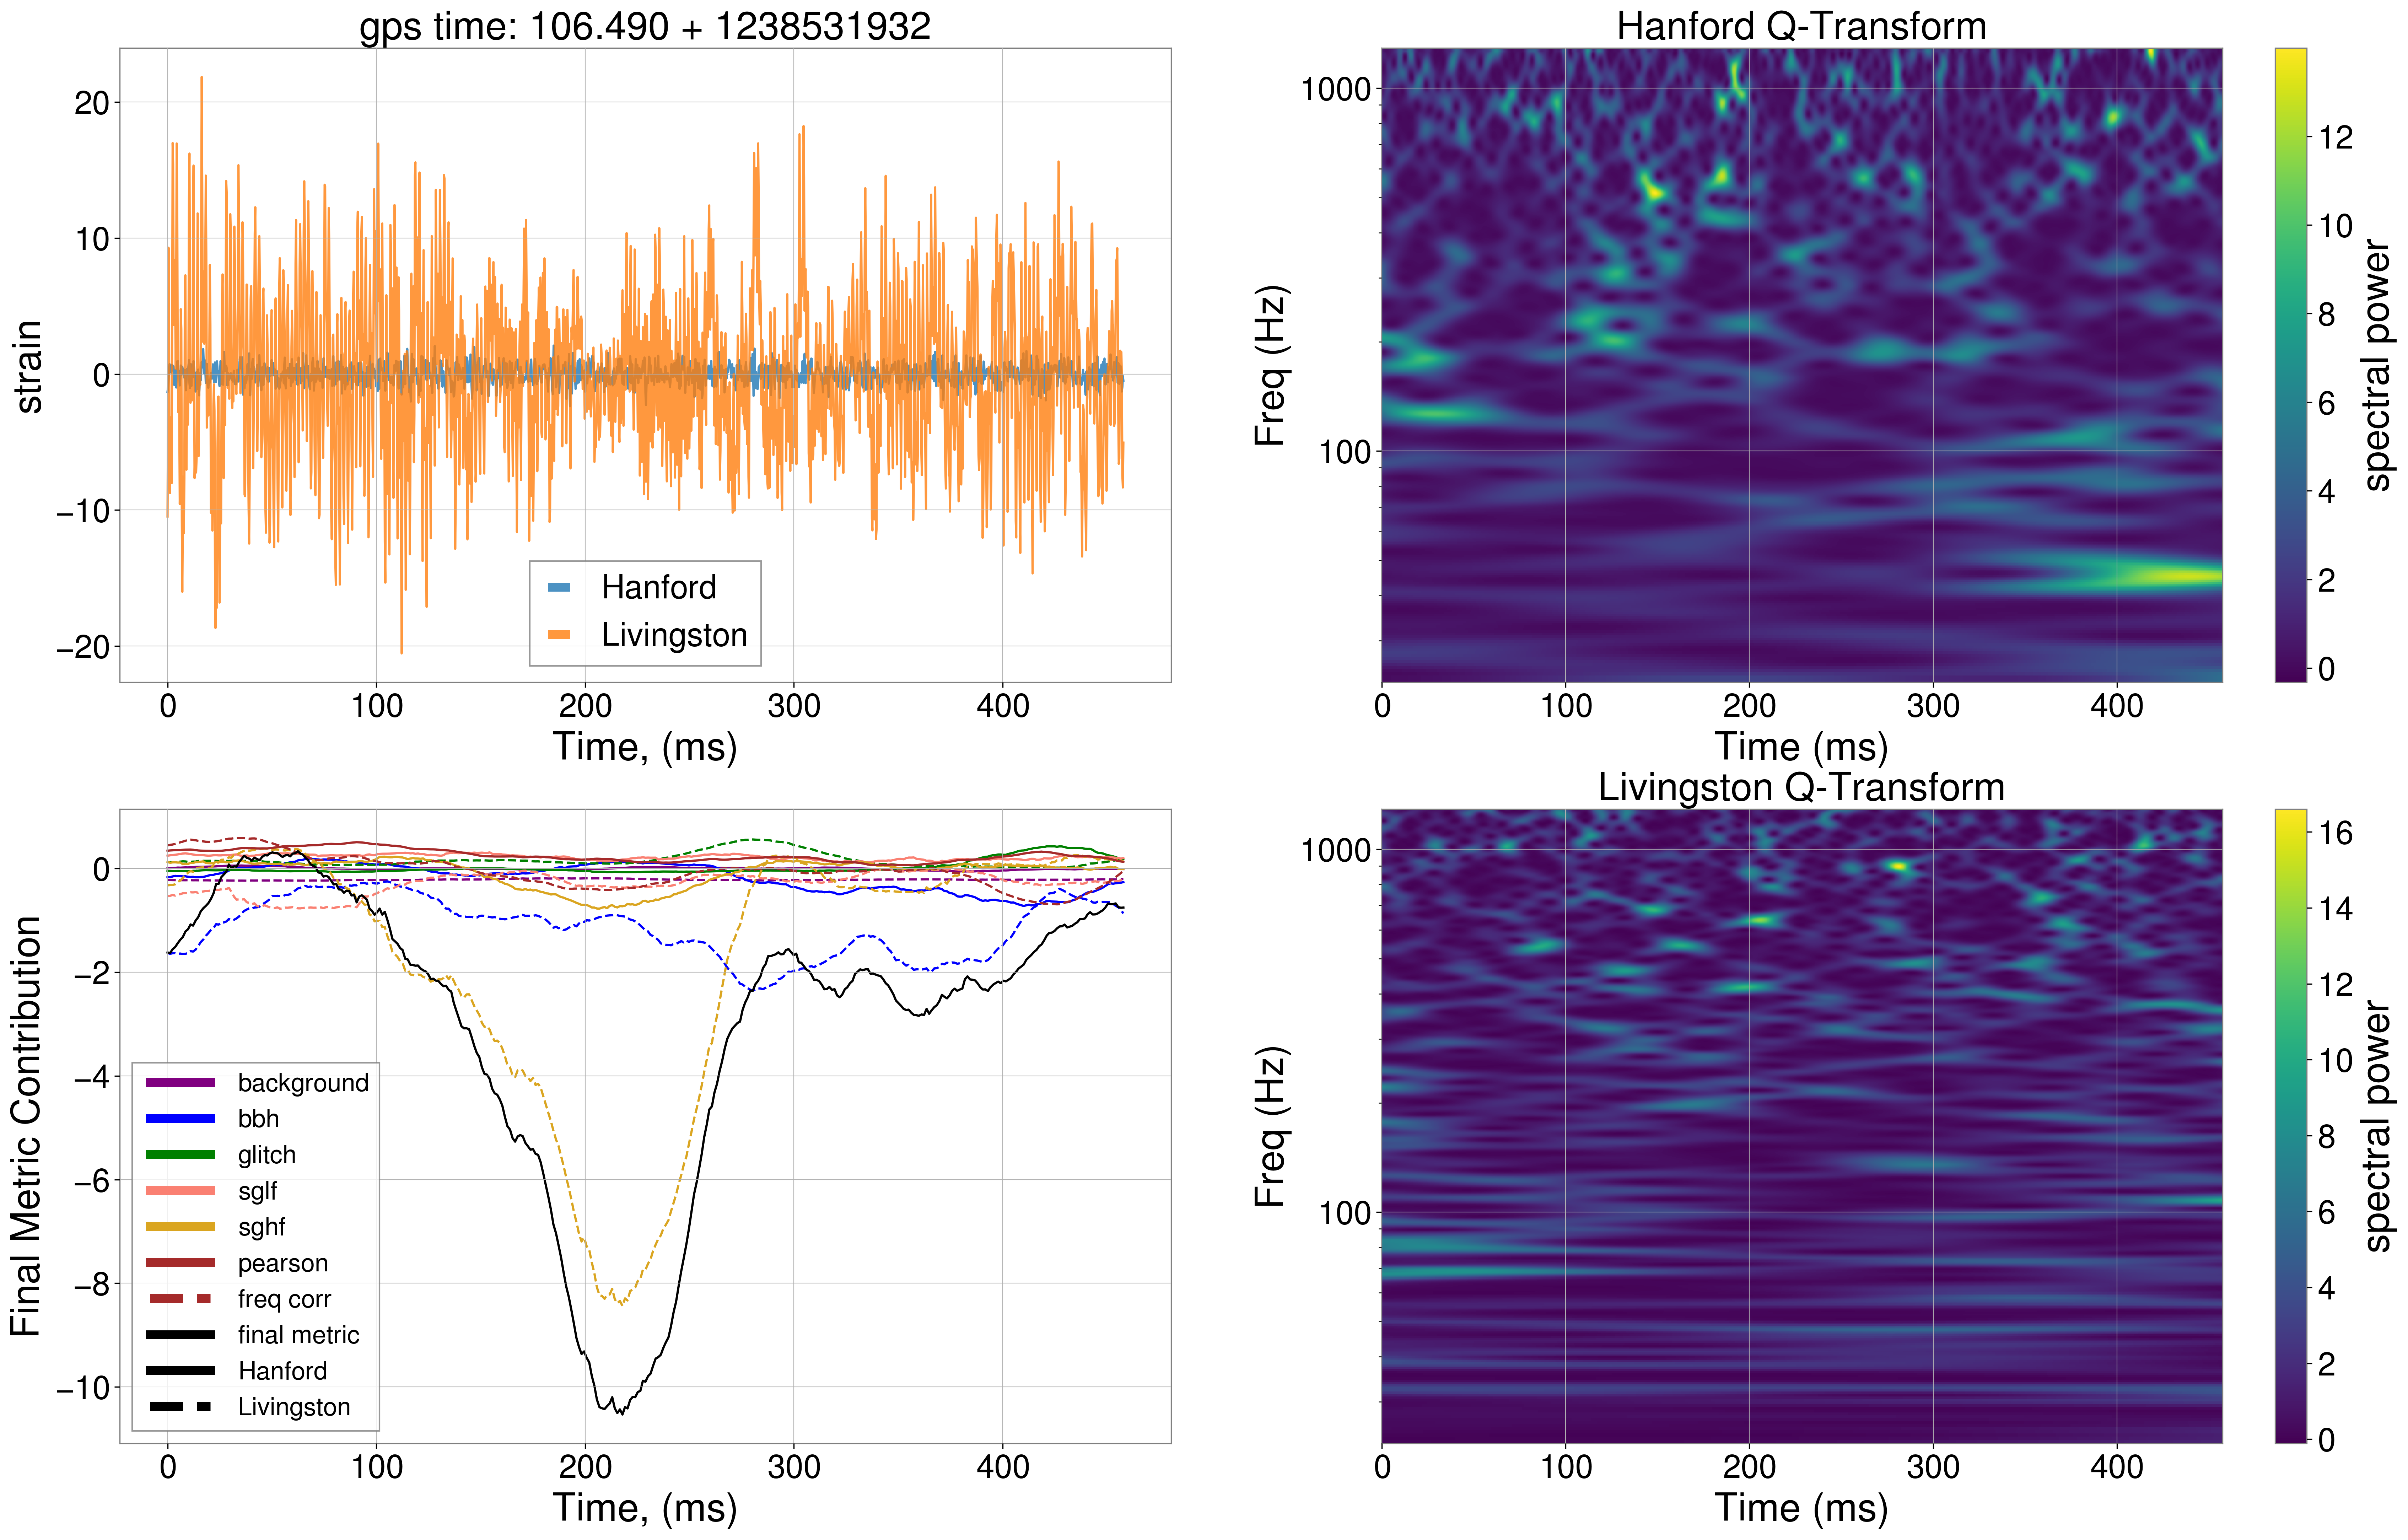 gps time: 106.490 + 1238531932
strain
20
10
0
−10
−20
Hanford
Livingston
0 100 200 300 400
Time, (ms)
Hanford Q-Transform
Freq (Hz)
1000
100
0 100 200 300 400
Time (ms)
12
10
8
6
4
2
0
spectral power
Final Metric Contribution
0
−2
−4
−6
−8
−10
background
bbh
glitch
sglf
sghf
pearson
freq corr
final metric
Hanford
Livingston
0 100 200 300 400
Time, (ms)
Livingston Q-Transform
Freq (Hz)
1000
100
0 100 200 300 400
Time (ms)
16
14
12
10
8
6
4
2
0
spectral power